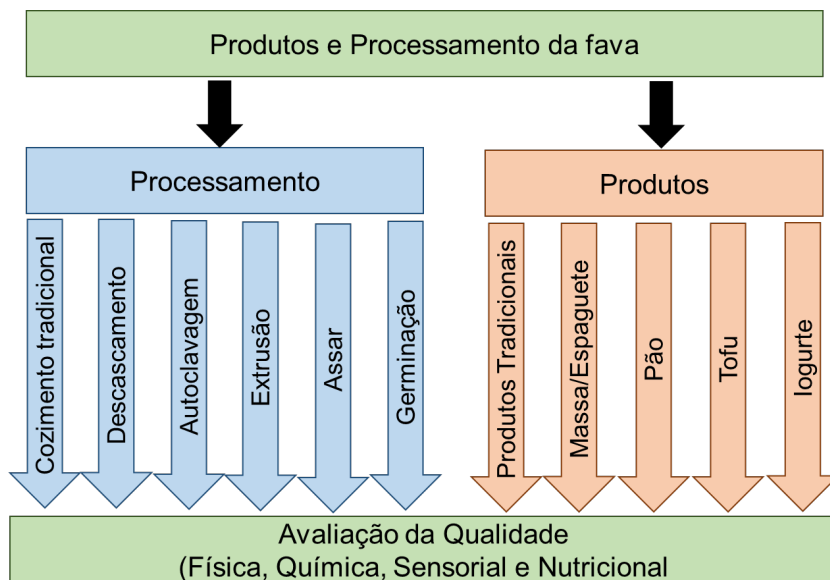 Produtos e Processamento da fava
Processamento
Produtos
Cozimento tradicional
Descascamento
Autoclavagem
Extrusão
Assar
Germinação
Produtos Tradicionais
Massa/Espaguete
Pão
Tofu
Iogurte
Avaliação da Qualidade
(Física, Química, Sensorial e Nutricional